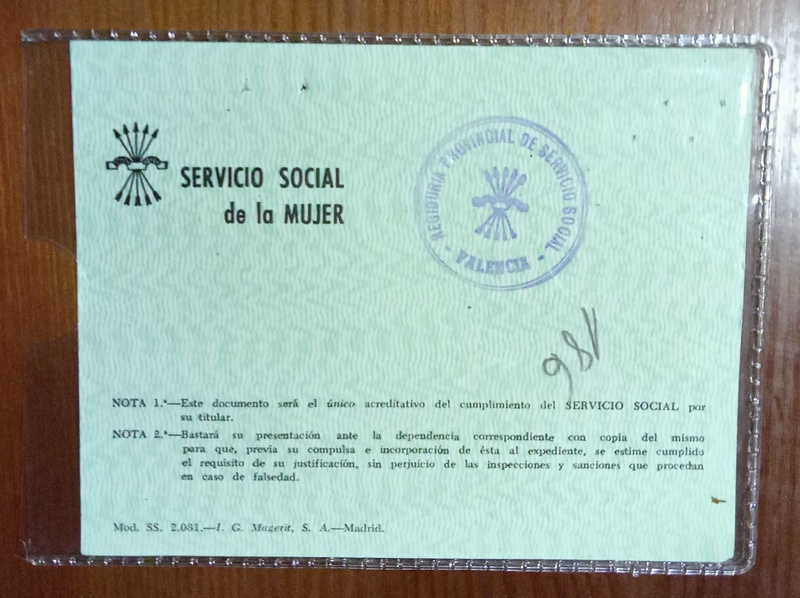 SERVICIO SOCIAL
de la MUJER
REGIDURIA PROVINCIAL DE SERVICIO SOCIAL
- VALENCIA -
NOTA 1.ª—Este documento será el único acreditativo del cumplimiento del SERVICIO SOCIAL por
su titular.
NOTA 2.ª—Bastará su presentación ante la dependencia correspondiente con copia del mismo
para que, previa su compulsa e incorporación de ésta al expediente, se estime cumplido
el requisito de su justificación, sin perjuicio de las inspecciones y sanciones que procedan
en caso de falsedad.
Mod. SS. 2.031.—I. G. Magerit, S. A.—Madrid.